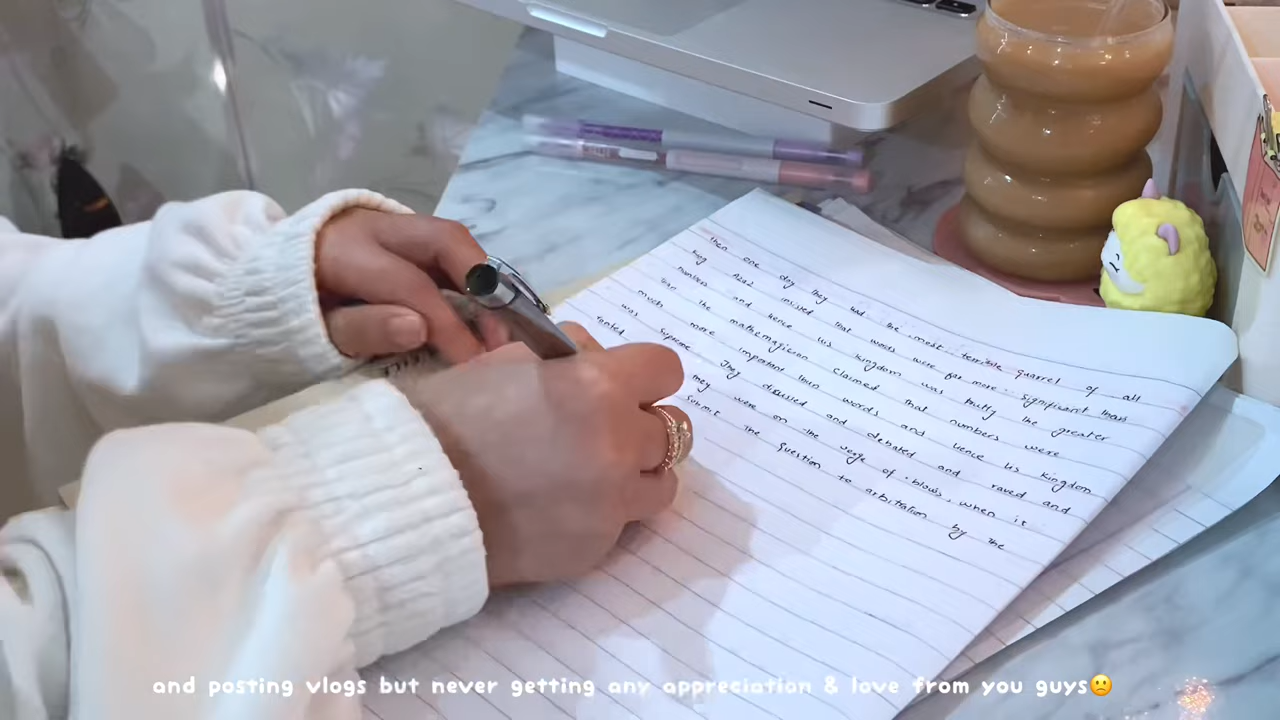 Then one day they had the most terrible quarrel of all
King Azaz insisted that words were far more significant than
numbers and hence his kingdom was trully the greater
the mathemagician claimed that numbers were
much more important than words and hence his kingdom
was supreme They discussed and debated and raved and
ranted they were on the verge of blows, when it
submit the question to arbitration by the
and posting vlogs but never getting any appreciation & love from you guys🙁